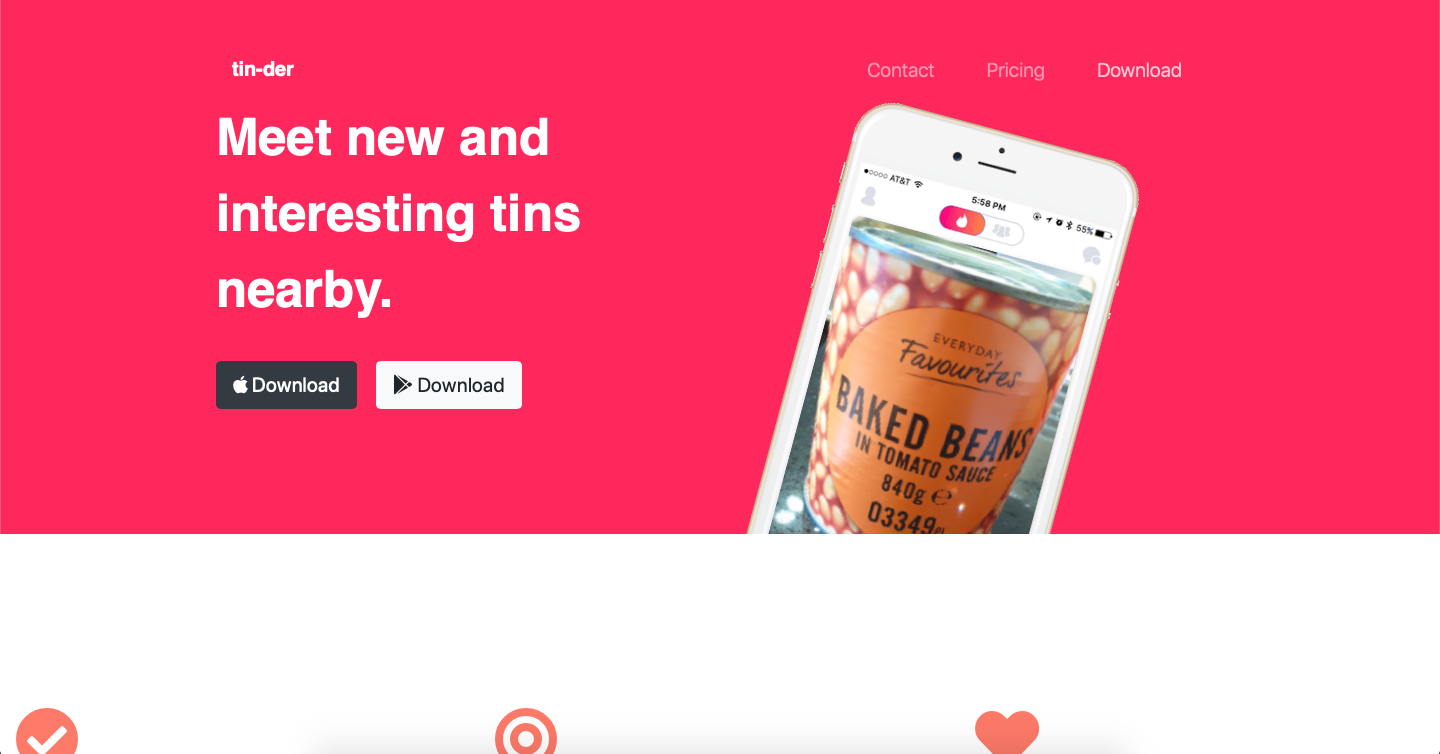 tin-der
Contact Pricing Download
Meet new and
interesting tins
nearby.
Download Download
AT&T
5:58 PM
55%
EVERYDAY
Favourites
BAKED BEANS
IN TOMATO SAUCE
840g e
03349pl